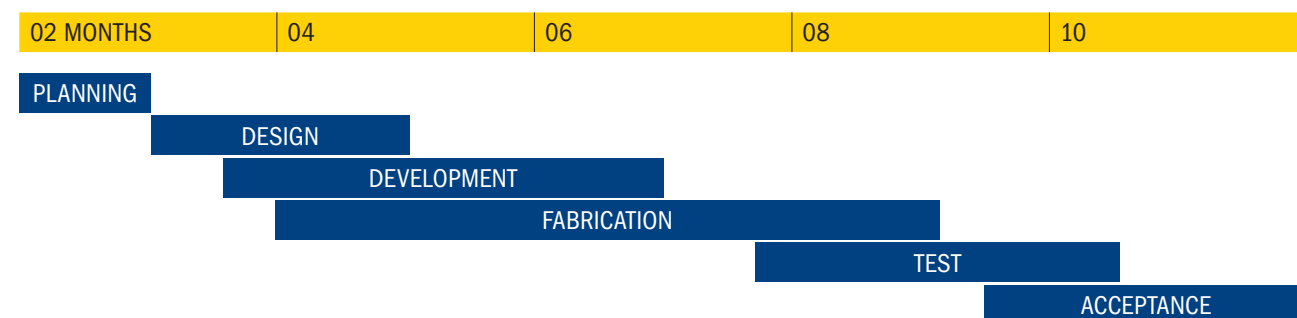 02 MONTHS 04 06 08 10
PLANNING
DESIGN
DEVELOPMENT
FABRICATION
TEST
ACCEPTANCE